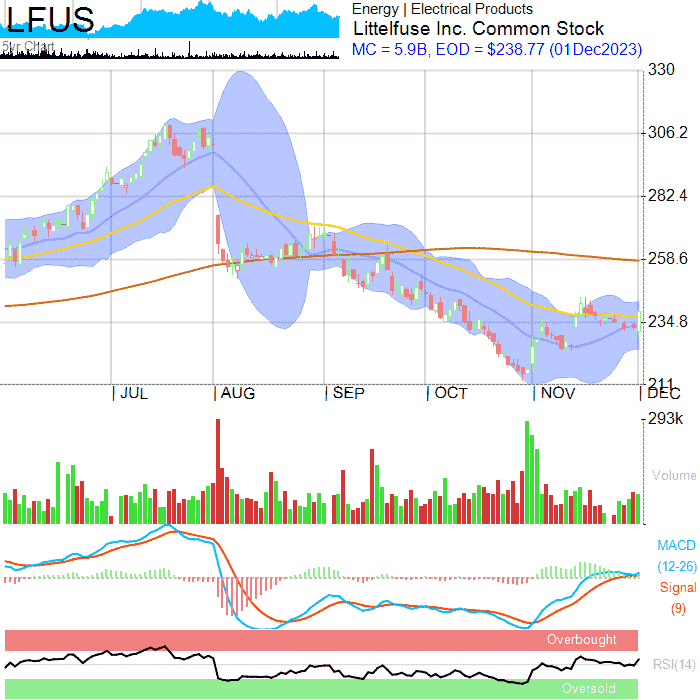 LFUS
5yr Chart
Energy | Electrical Products
Littelfuse Inc. Common Stock
MC = 5.9B, EOD = $238.77 (01Dec2023)
330
306.2
282.4
258.6
234.8
211
JUL AUG SEP OCT NOV DEC
293k
Volume
MACD
(12-26)
Signal
(9)
Overbought
RSI(14)
Oversold